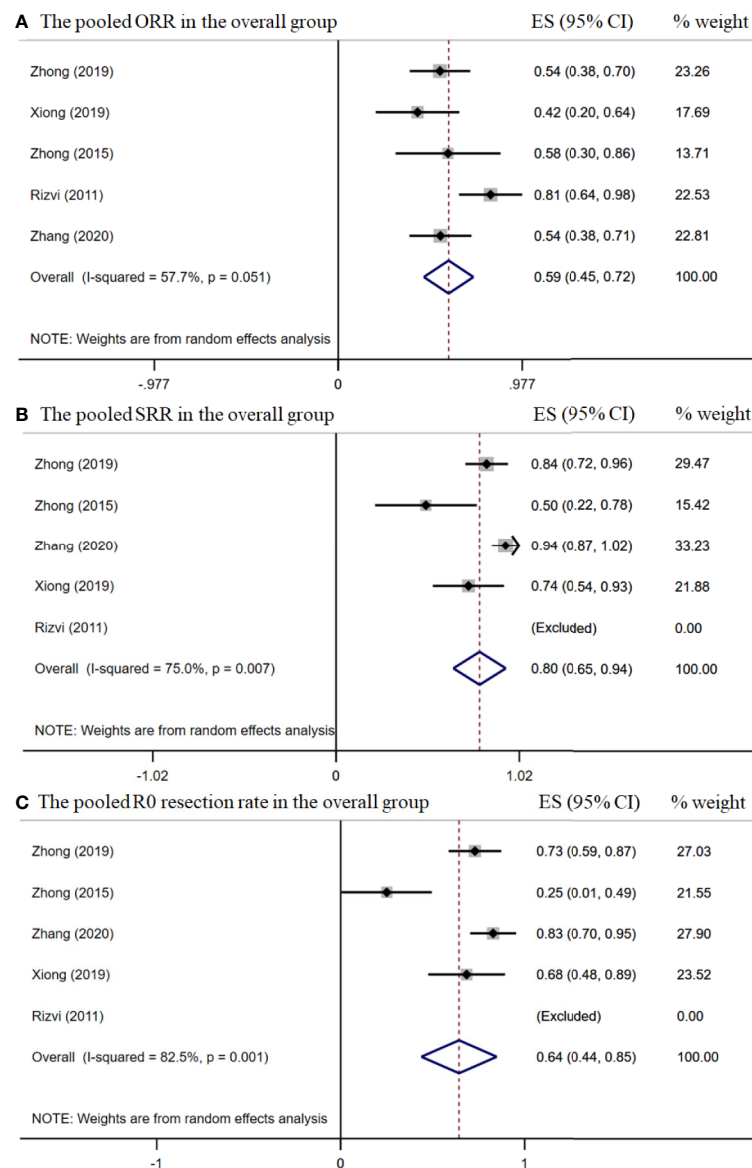 A The pooled ORR in the overall group ES (95% CI) % weight
Zhong (2019) 0.54 (0.38, 0.70) 23.26
Xiong (2019) 0.42 (0.20, 0.64) 17.69
Zhong (2015) 0.58 (0.30, 0.86) 13.71
Rizvi (2011) 0.81 (0.64, 0.98) 22.53
Zhang (2020) 0.54 (0.38, 0.71) 22.81
Overall (I-squared = 57.7%, p = 0.051) 0.59 (0.45, 0.72) 100.00
NOTE: Weights are from random effects analysis
-.977 0 .977
B The pooled SRR in the overall group ES (95% CI) % weight
Zhong (2019) 0.84 (0.72, 0.96) 29.47
Zhong (2015) 0.50 (0.22, 0.78) 15.42
Zhang (2020) 0.94 (0.87, 1.02) 33.23
Xiong (2019) 0.74 (0.54, 0.93) 21.88
Rizvi (2011) (Excluded) 0.00
Overall (I-squared = 75.0%, p = 0.007) 0.80 (0.65, 0.94) 100.00
NOTE: Weights are from random effects analysis
-1.02 0 1.02
C The pooled R0 resection rate in the overall group ES (95% CI) % weight
Zhong (2019) 0.73 (0.59, 0.87) 27.03
Zhong (2015) 0.25 (0.01, 0.49) 21.55
Zhang (2020) 0.83 (0.70, 0.95) 27.90
Xiong (2019) 0.68 (0.48, 0.89) 23.52
Rizvi (2011) (Excluded) 0.00
Overall (I-squared = 82.5%, p = 0.001) 0.64 (0.44, 0.85) 100.00
NOTE: Weights are from random effects analysis
-1 0 1